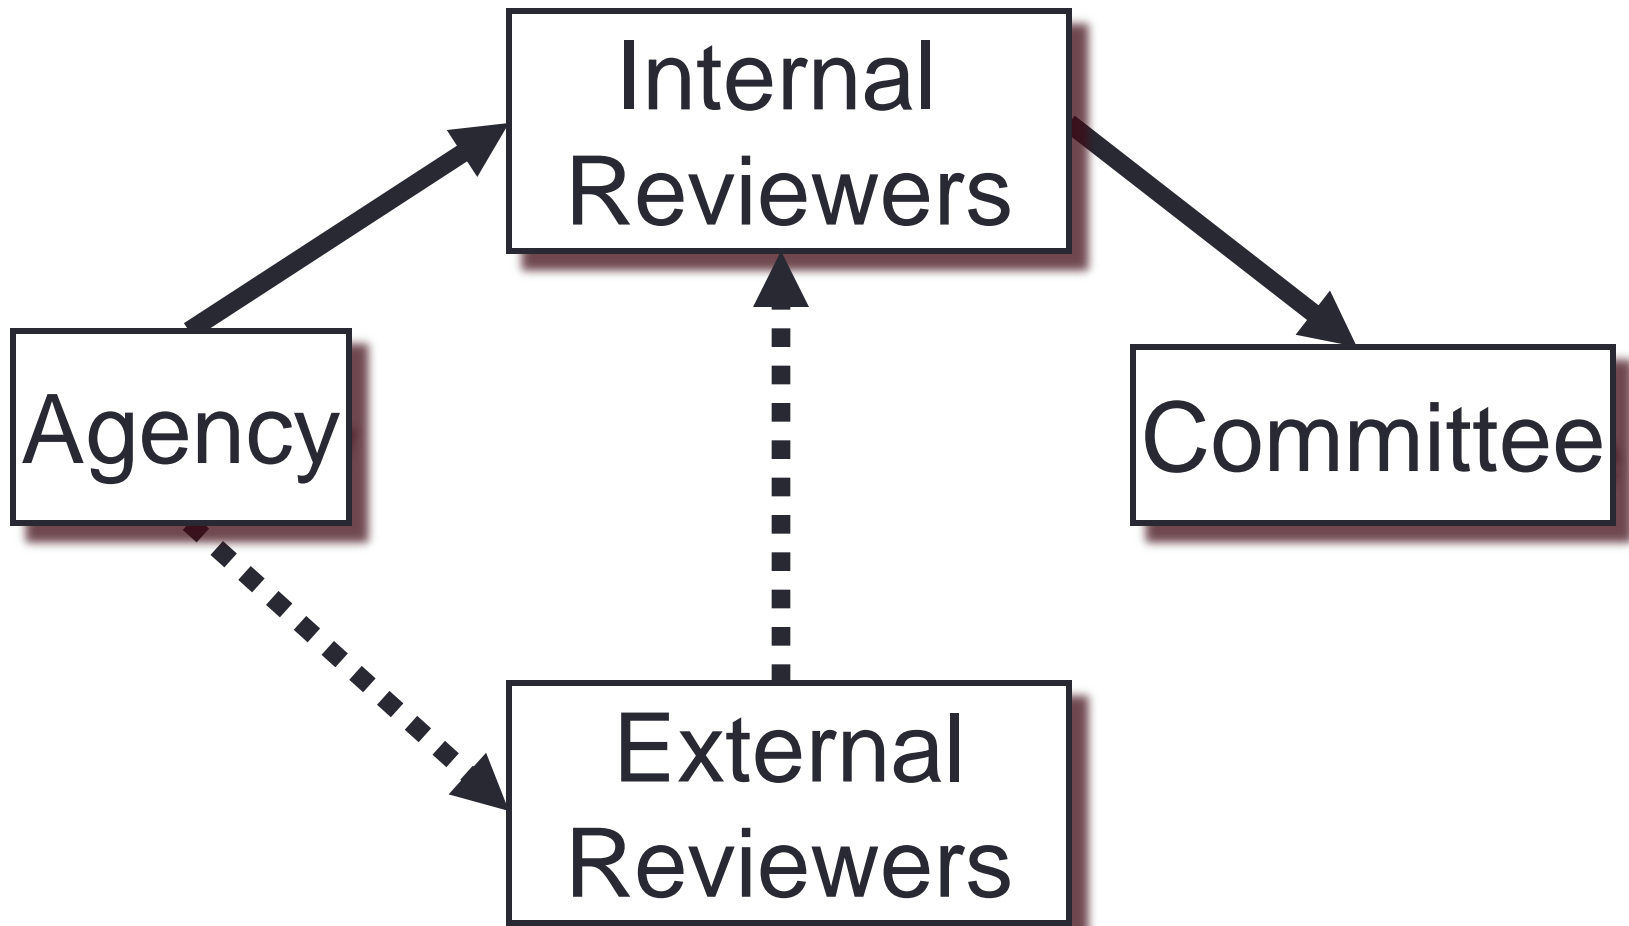 Internal
Reviewers
Agency
Committee
External
Reviewers